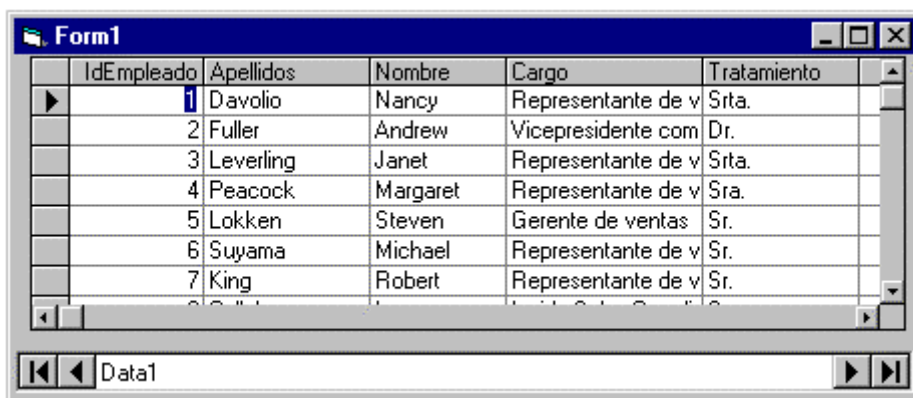 Form1
IdEmpleado Apellidos Nombre Cargo Tratamiento
1 Davolio Nancy Representante de v Srta.
2 Fuller Andrew Vicepresidente com Dr.
3 Leverling Janet Representante de v Srta.
4 Peacock Margaret Representante de v Sra.
5 Lokken Steven Gerente de ventas Sr.
6 Suyama Michael Representante de v Sr.
7 King Robert Representante de v Sr.
Data1